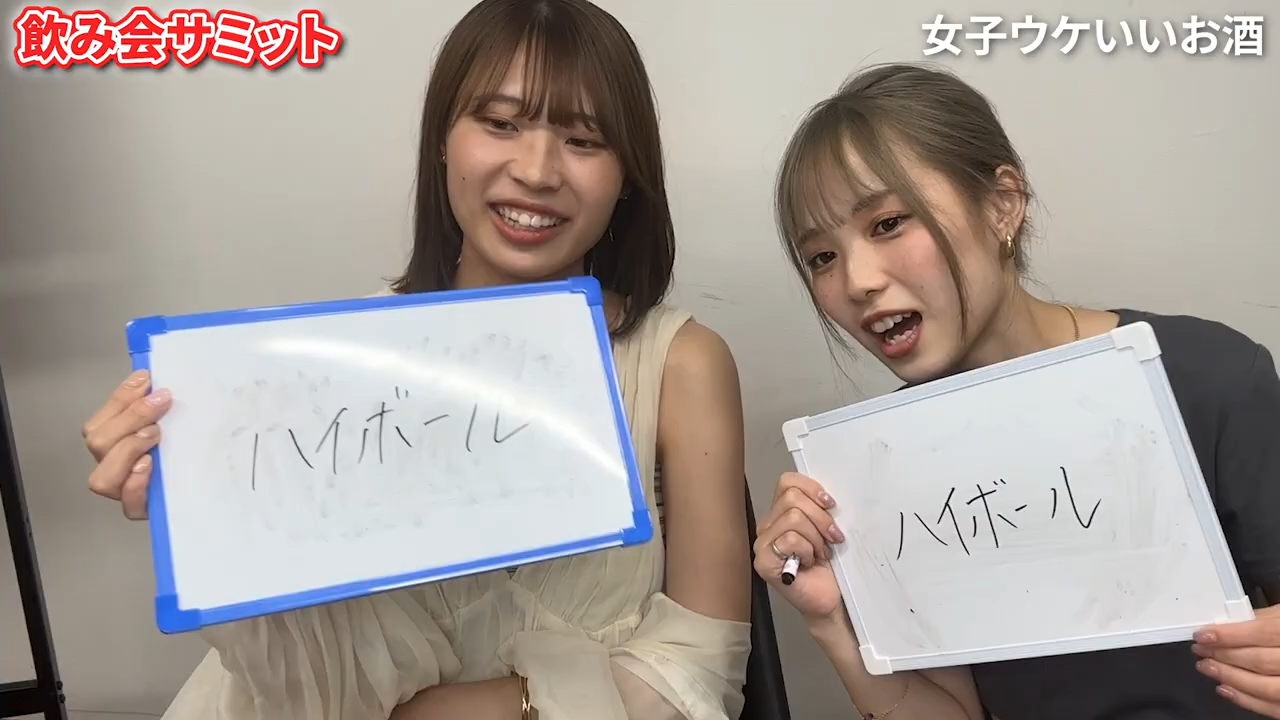 飲み会サミット
女子ウケいいお酒
ハイボール
ハイボール